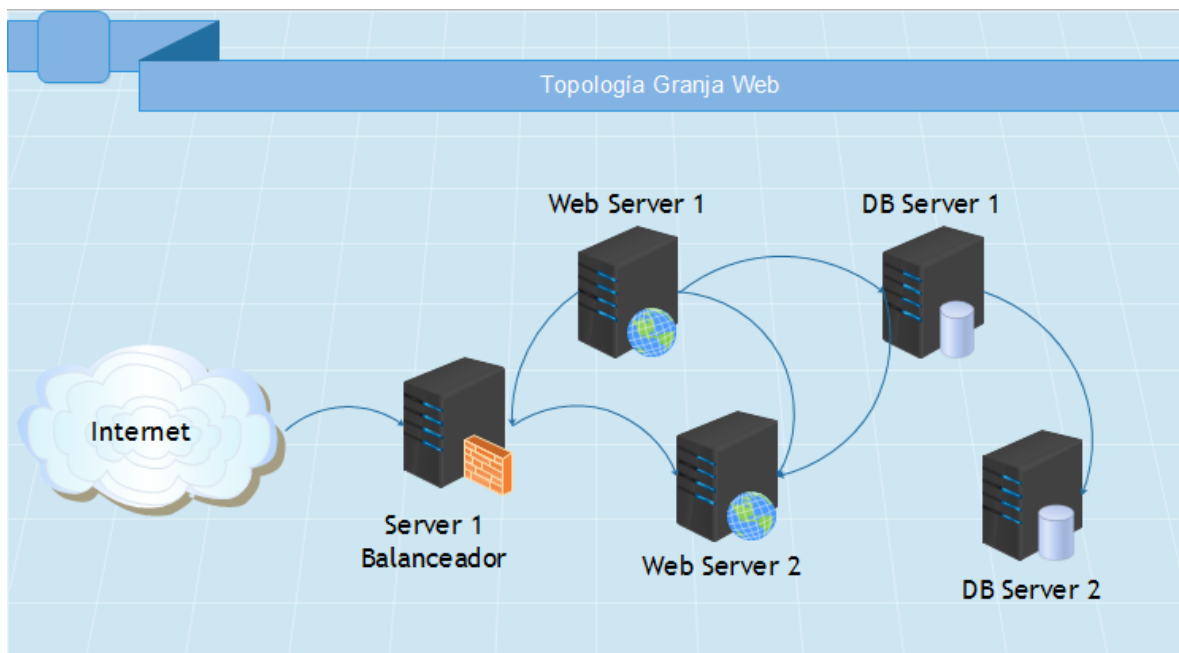 Topología Granja Web
Web Server 1
DB Server 1
Internet
Server 1
Balanceador
Web Server 2
DB Server 2